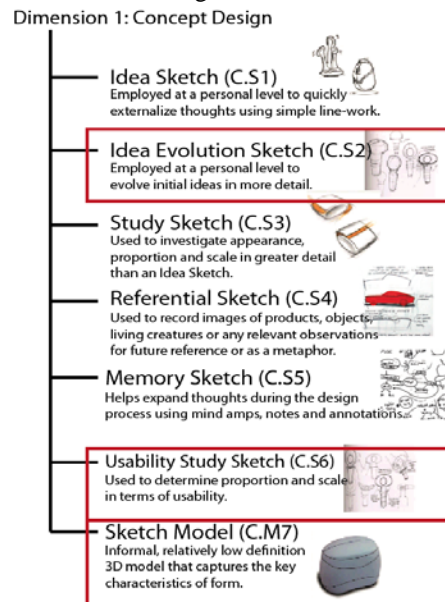 Dimension 1: Concept Design
Idea Sketch (C.S1)
Employed at a personal level to quickly
externalize thoughts using simple line-work.
Idea Evolution Sketch (C.S2)
Employed at a personal level to
evolve initial ideas in more detail.
Study Sketch (C.S3)
Used to investigate appearance,
proportion and scale in greater detail
than an Idea Sketch.
Referential Sketch (C.S4)
Used to record images of products, objects,
living creatures or any relevant observations
for future reference or as a metaphor.
Memory Sketch (C.S5)
Helps expand thoughts during the design
process using mind amps, notes and annotations.
Usability Study Sketch (C.S6)
Used to determine proportion and scale
in terms of usability.
Sketch Model (C.M7)
Informal, relatively low definition
3D model that captures the key
characteristics of form.